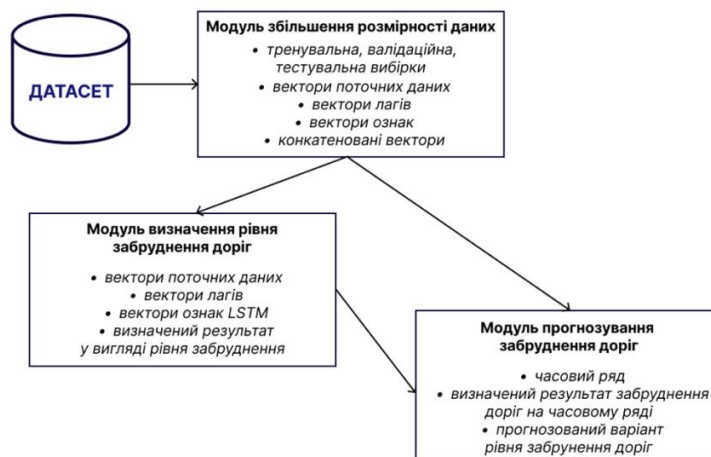 ДАТАСЕТ
Модуль збільшення розмірності даних
• тренувальна, валідаційна,
тестувальна вибірки
• вектори поточних даних
• вектори лагів
• вектори ознак
• конкатеновані вектори
Модуль визначення рівня
забруднення доріг
• вектори поточних даних
• вектори лагів
• вектори ознак LSTM
• визначений результат
у вигляді рівня забруднення
Модуль прогнозування
забруднення доріг
• часовий ряд
• визначений результат забруднення
доріг на часовому ряді
• прогнозований варіант
рівня забрунення доріг